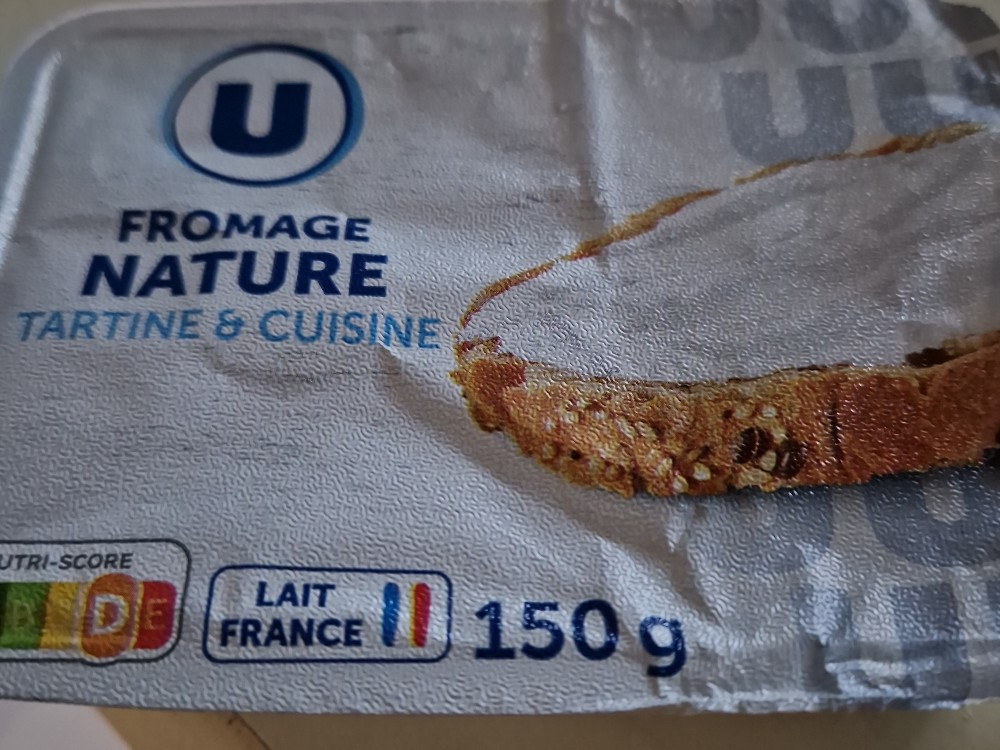 U
FROMAGE
NATURE
TARTINE & CUISINE
UTRI-SCORE
D E
LAIT
FRANCE
150 g